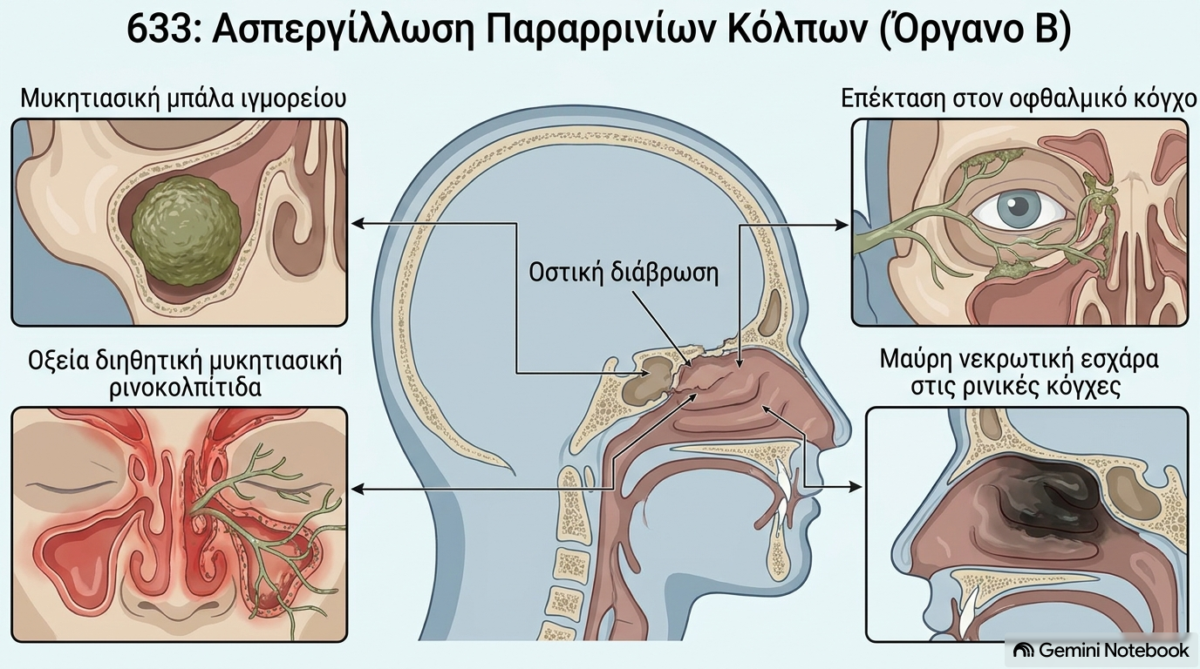 633: Ασπεργίλλωση Παραρρινίων Κόλπων (Όργανο Β)
Μυκητιασική μπάλα ιγμορείου
Επέκταση στον οφθαλμικό κόγχο
Οστική διάβρωση
Οξεία διηθητική μυκητιασική
ρινοκολπίτιδα
Μαύρη νεκρωτική εσχάρα
στις ρινικές κόγχες
Gemini Notebook